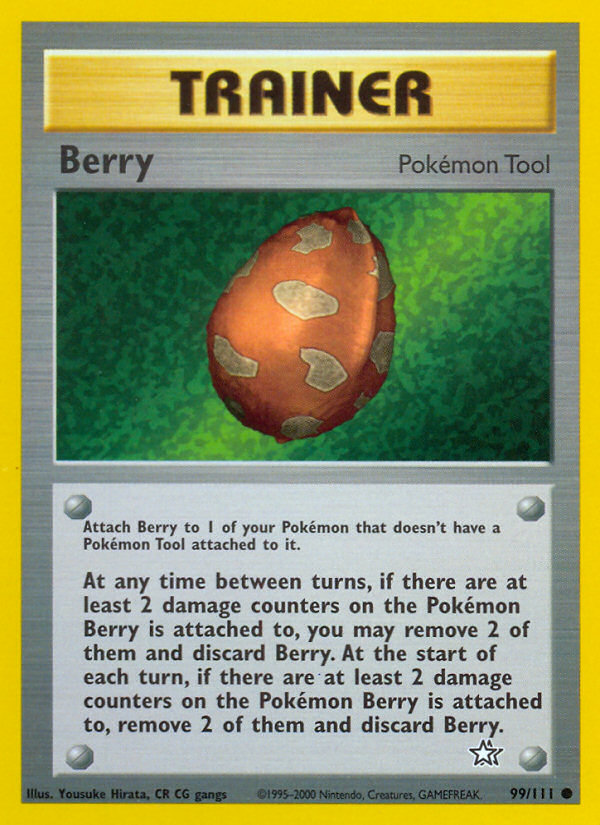 TRAINER
Berry Pokémon Tool
Attach Berry to 1 of your Pokémon that doesn't have a
Pokémon Tool attached to it.
At any time between turns, if there are at
least 2 damage counters on the Pokémon
Berry is attached to, you may remove 2 of
them and discard Berry. At the start of
each turn, if there are at least 2 damage
counters on the Pokémon Berry is attached
to, remove 2 of them and discard Berry.
Illus. Yousuke Hirata, CR CG gangs ©1995-2000 Nintendo, Creatures, GAMEFREAK. 99/111